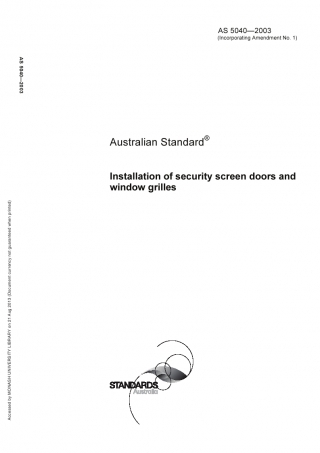 AS 5040—2003
(Incorporating Amendment No. 1)
AS 5040—2003
Australian Standard®
Installation of security screen doors and
window grilles
Accessed by MONASH UNIVERSITY LIBRARY on 21 Aug 2013 (Document currency not guaranteed when printed)
STANDARDS
Australia